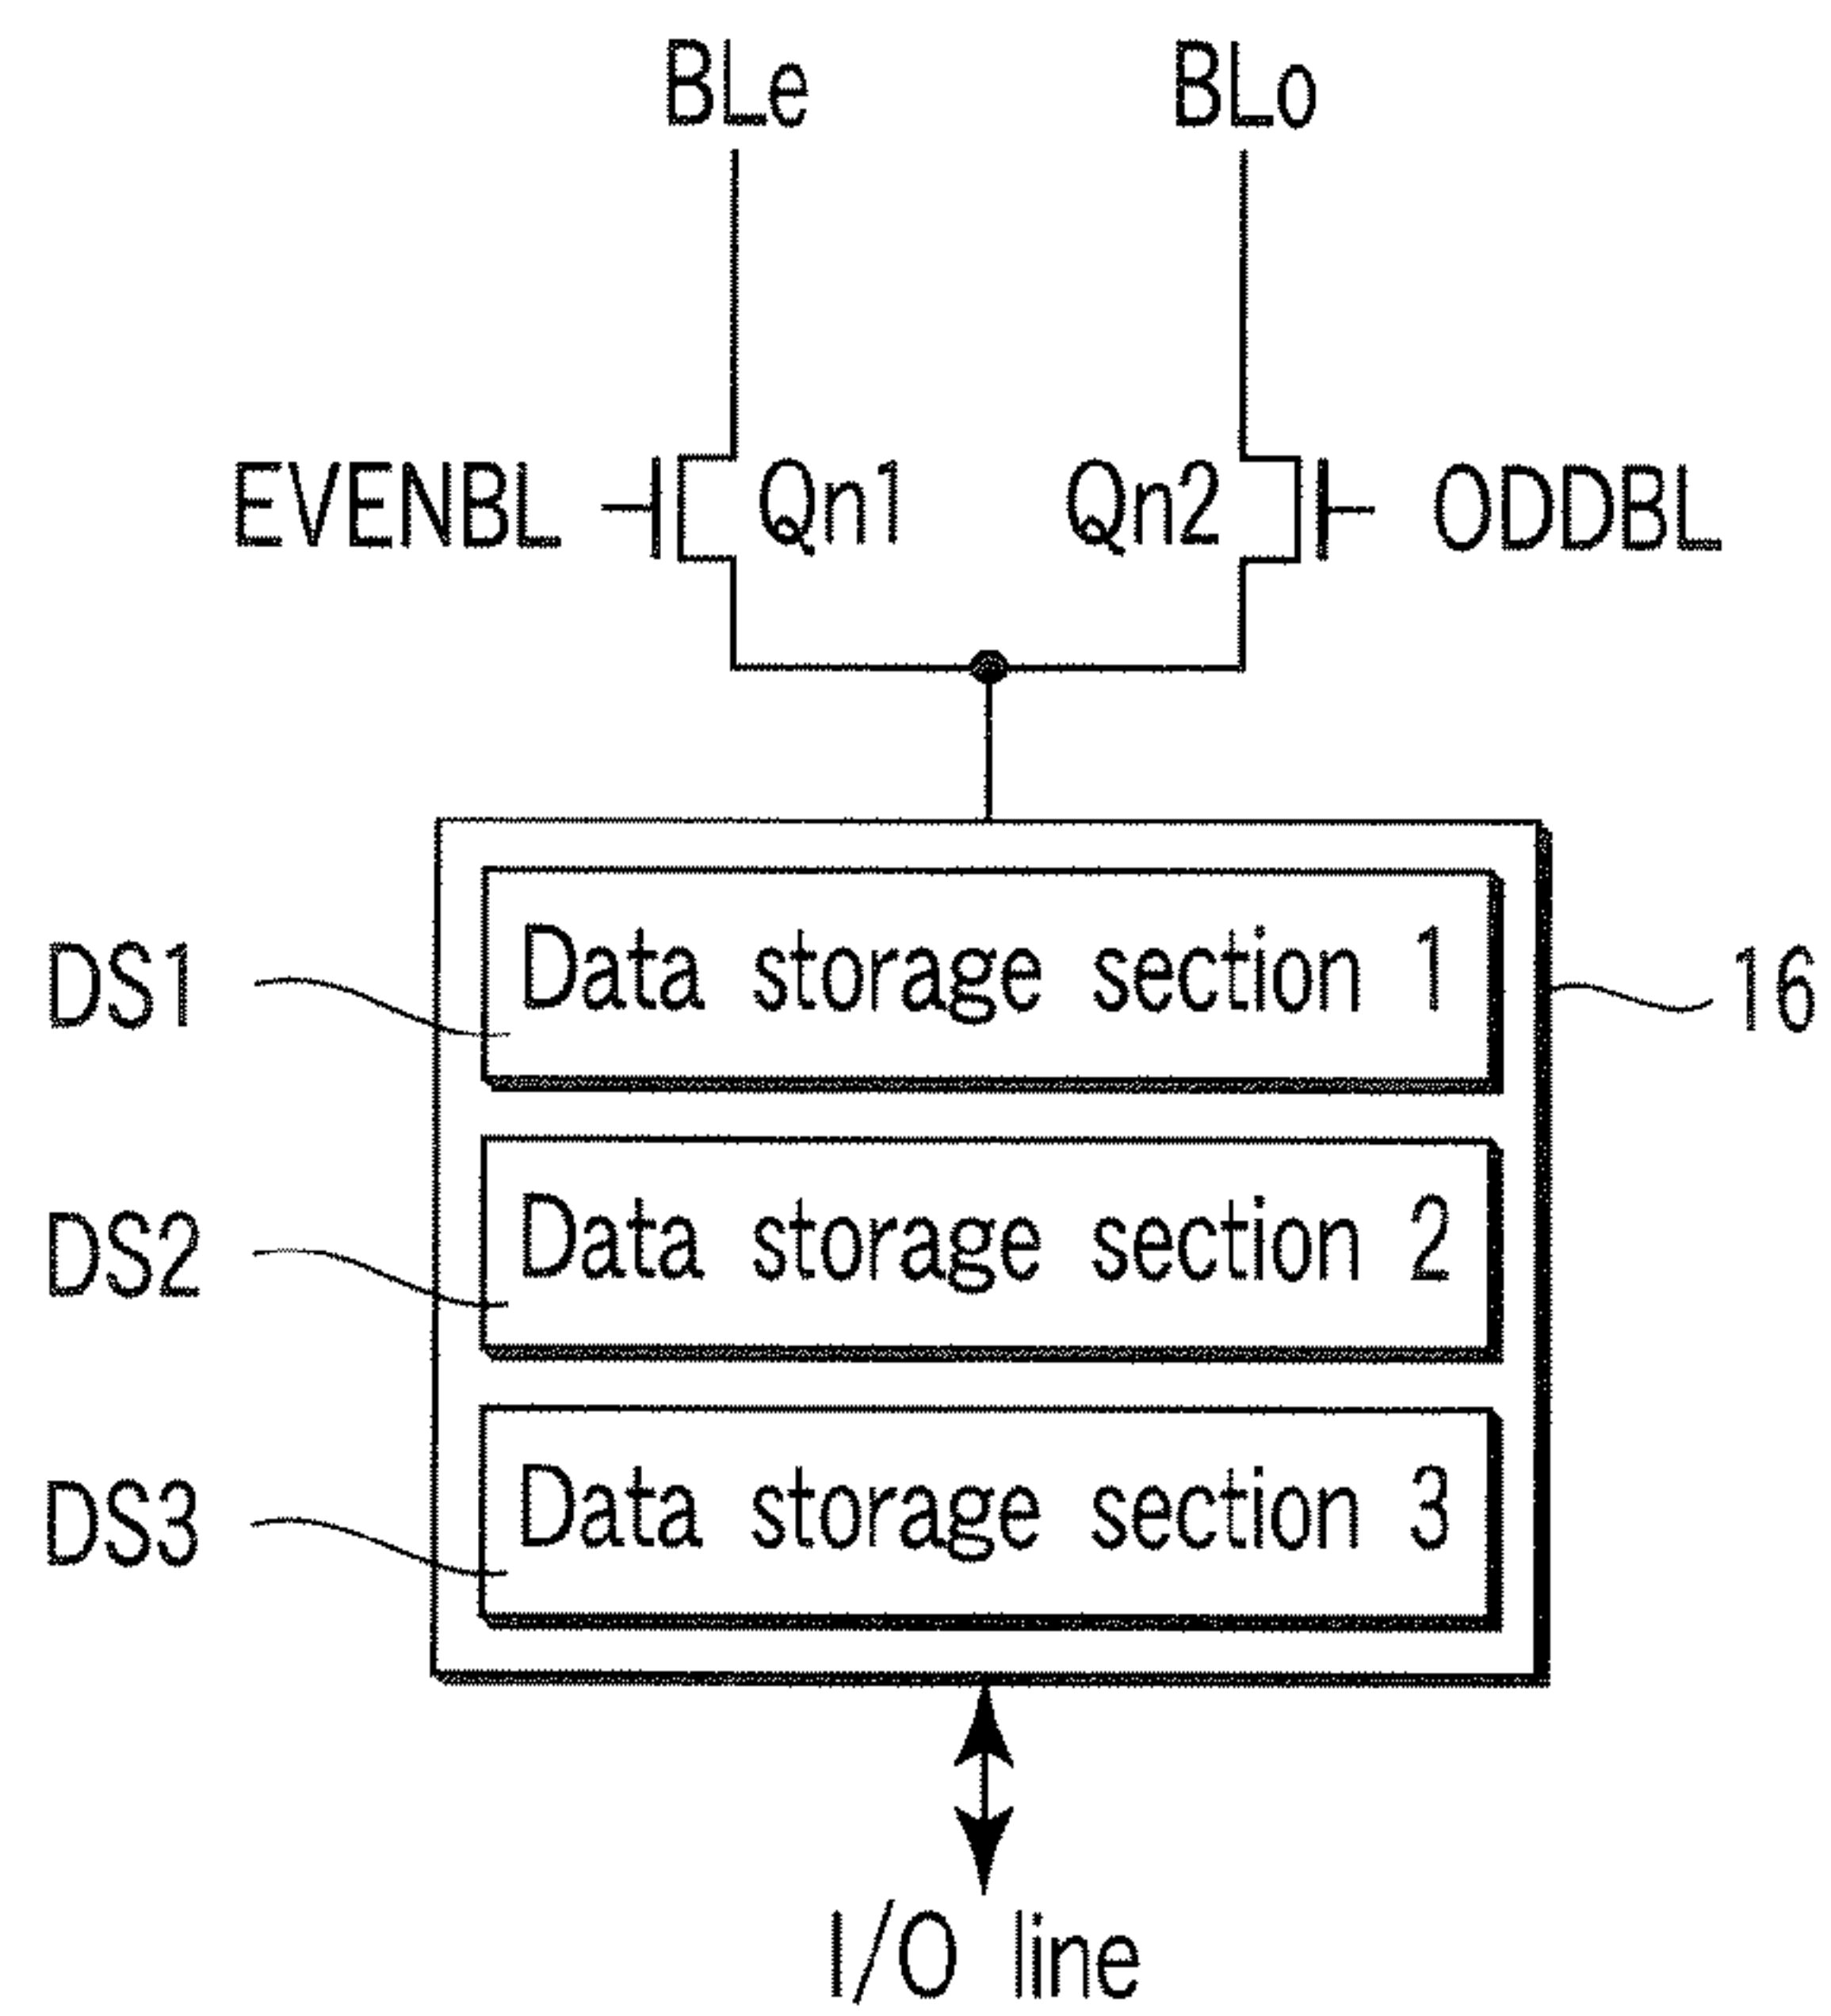 BLe BLo
EVENBL Qn1 Qn2 ODDBL
DS1 Data storage section 1 16
DS2 Data storage section 2
DS3 Data storage section 3
I/O line